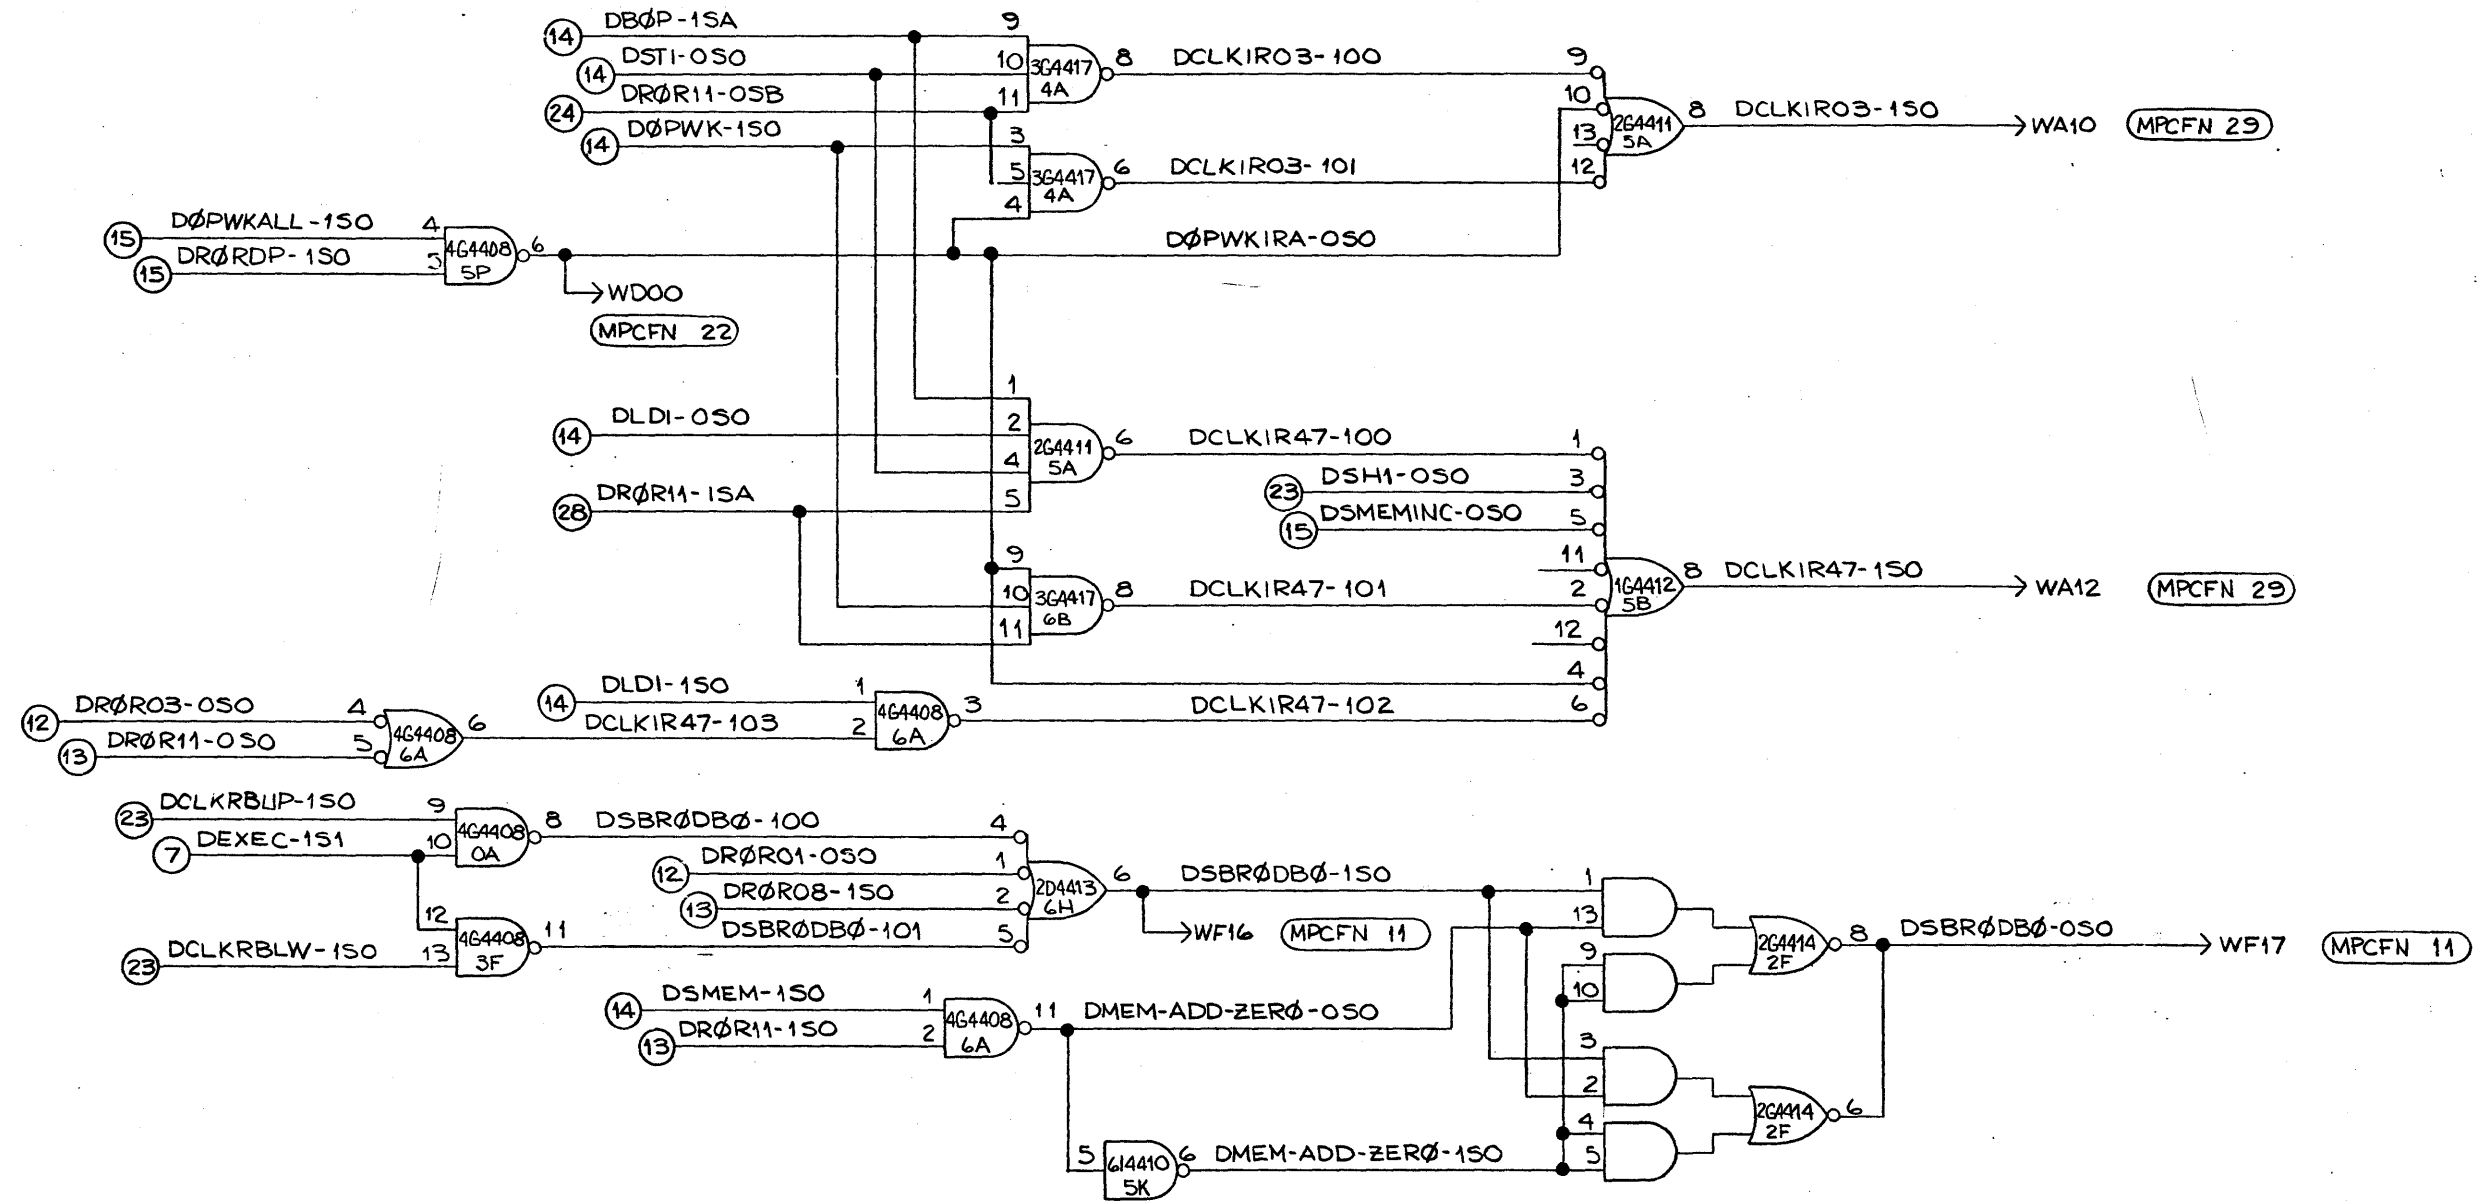 DBØP-1SA
14
9
DSTI-OSO
14
10
DRØR11-OSB
24
11
3G4417
4A
8
DCLKIR03-100
9
DØPWK-1SO
14
3
5
4
3G4417
4A
6
DCLKIR03-101
10
13
12
2G4411
5A
8
DCLKIR03-1SO
WA10
MPCFN 29
DØPWKALL-1SO
15
4
DRØRDP-1SO
15
4G4408
5P
6
DØPWKIRA-OSO
WD00
MPCFN 22
1
DLDI-OSO
14
2
4
DRØR11-1SA
28
5
2G4411
5A
6
DCLKIR47-100
1
DSH1-OSO
23
3
DSMEMINC-OSO
15
5
11
9
10
11
3G4417
6B
8
DCLKIR47-101
2
12
4
6
1G4412
5B
8
DCLKIR47-1SO
WA12
MPCFN 29
DRØR03-OSO
12
4
DRØR11-OSO
13
5
4G4408
6A
6
DLDI-1SO
14
1
DCLKIR47-103
2
4G4408
6A
3
DCLKIR47-102
DCLKRBUP-1SO
23
9
DEXEC-1S1
7
10
4G4408
0A
8
DSBRØDBØ-100
4
DRØR01-OSO
12
1
DRØR08-1SO
13
2
12
DCLKRBLW-1SO
23
13
4G4408
3F
11
DSBRØDBØ-101
5
2D4413
6H
6
DSBRØDBØ-1SO
WF16
MPCFN 11
1
13
9
10
2G4414
2F
8
DSBRØDBØ-OSO
WF17
MPCFN 11
DSMEM-1SO
14
1
DRØR11-1SO
13
2
4G4408
6A
11
DMEM-ADD-ZERØ-OSO
3
2
4
5
2G4414
2F
6
5
6I4410
5K
6
DMEM-ADD-ZERØ-1SO